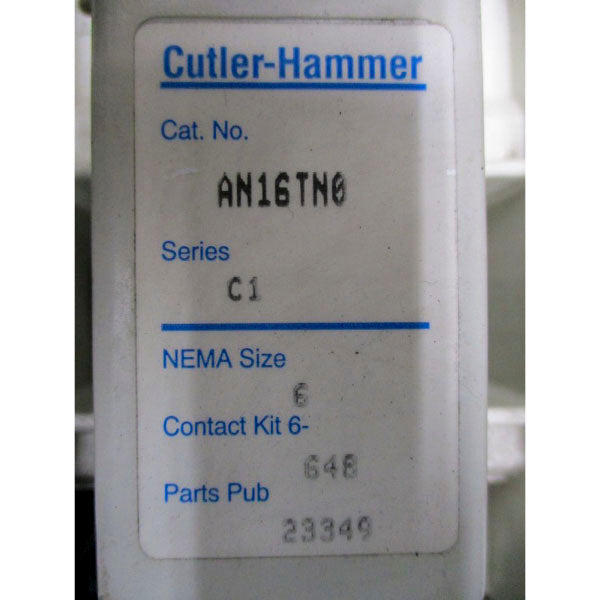 Cutler-Hammer
Cat. No.
AN16TN0
Series
C1
NEMA Size
6
Contact Kit 6-
648
Parts Pub
23349